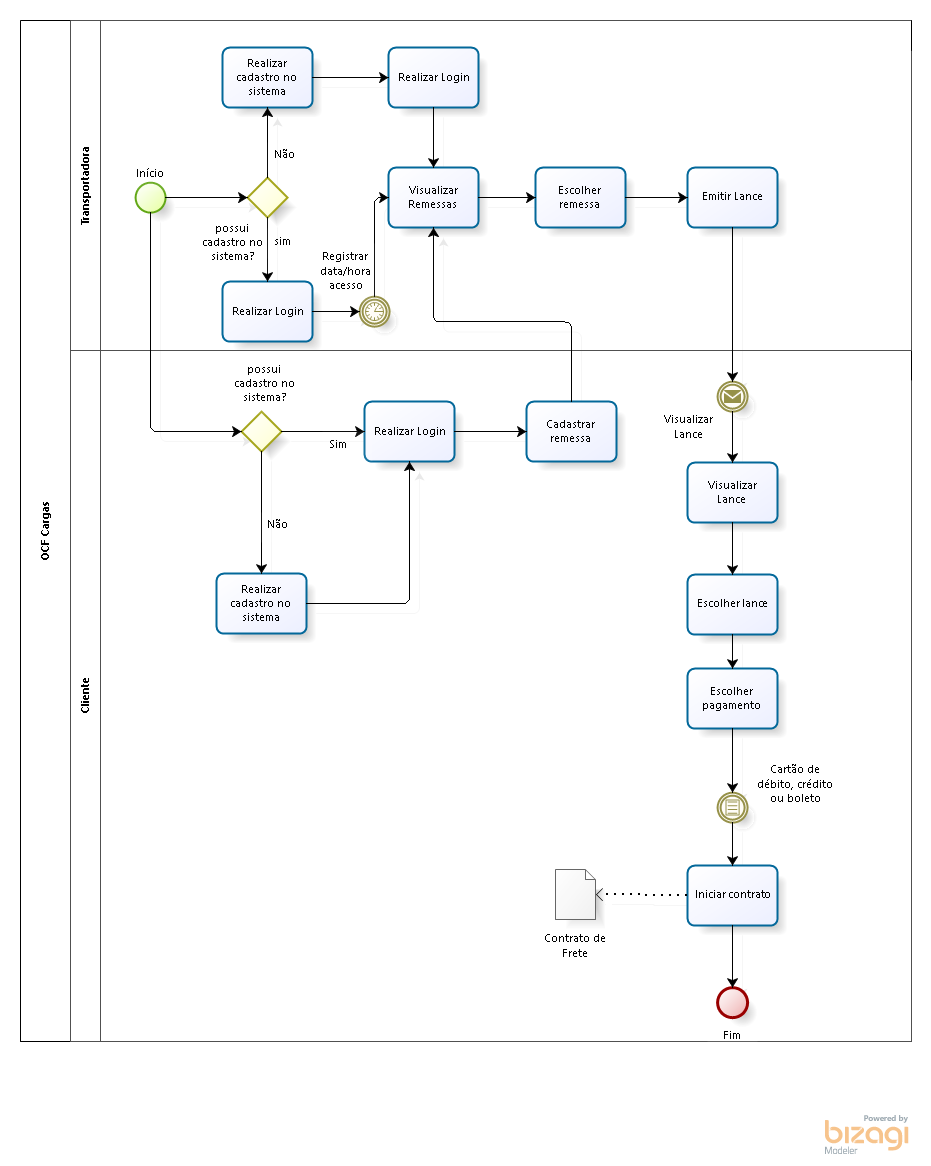 OCF Cargas
Transportadora
Realizar
cadastro no
sistema
Realizar Login
Não
Início
Visualizar
Remessas
Escolher
remessa
Emitir Lance
possui
cadastro no
sistema?
sim
Registrar
data/hora
acesso
Realizar Login
Cliente
possui
cadastro no
sistema?
Sim
Realizar Login
Cadastrar
remessa
Visualizar
Lance
Visualizar
Lance
Não
Realizar
cadastro no
sistema
Escolher lance
Escolher
pagamento
Cartão de
débito, crédito
ou boleto
Iniciar contrato
Contrato de
Frete
Fim
Powered by
bizagi
Modeler